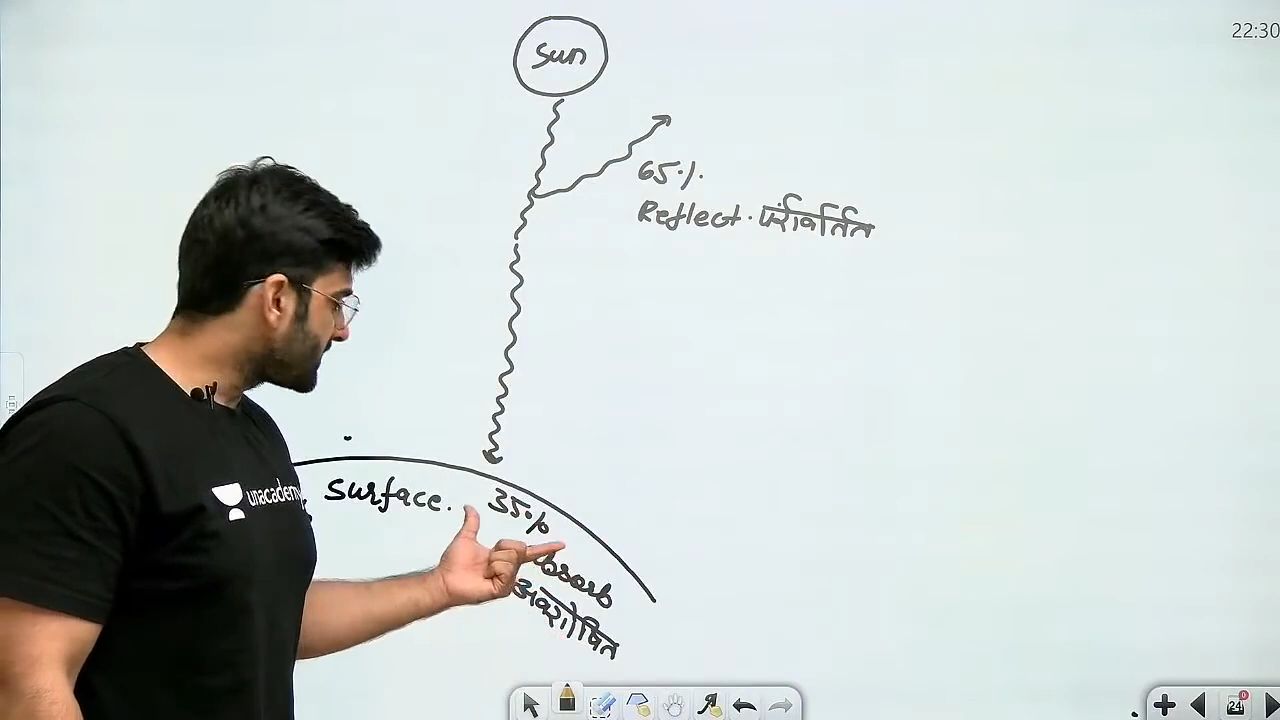 22:30
Sun
65%
Reflect. परावर्तित
Surface.
35%
अवशोषित
unacademy
24